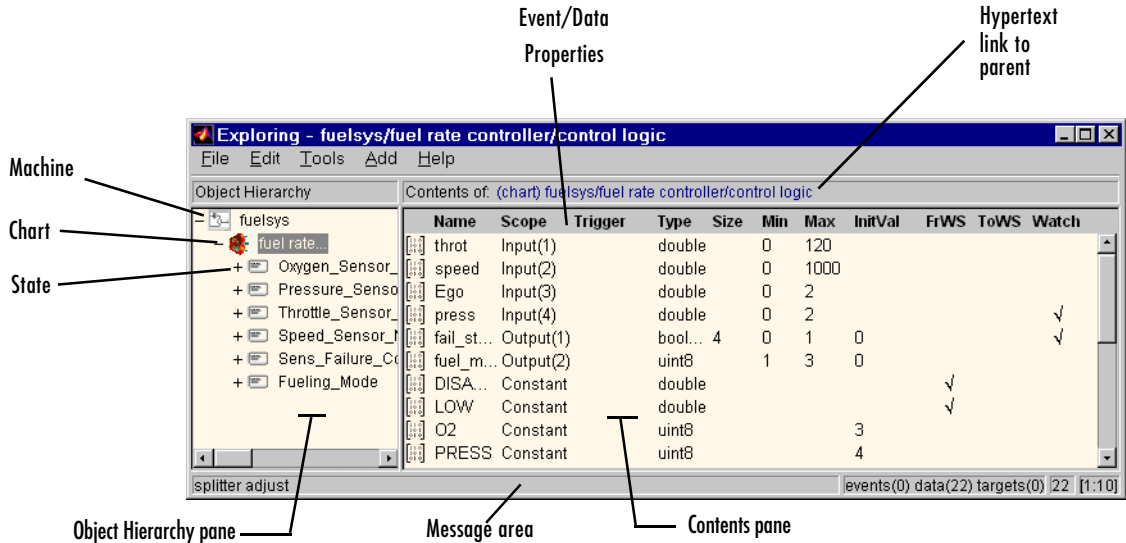 Event/Data
Properties
Hypertext
link to
parent
Exploring - fuelsys/fuel rate controller/control logic
File Edit Tools Add Help
Machine
Object Hierarchy
Contents of: (chart) fuelsys/fuel rate controller/control logic
fuelsys
Name Scope Trigger Type Size Min Max InitVal FrWS ToWS Watch
Chart
fuel rate...
throt Input(1) double 0 120
Oxygen_Sensor_
speed Input(2) double 0 1000
State
Pressure_Senso
Ego Input(3) double 0 2
Throttle_Sensor_
press Input(4) double 0 2 √
Speed_Sensor_M
fail_st... Output(1) bool... 4 0 1 0 √
Sens_Failure_Co
fuel_m... Output(2) uint8 1 3 0
Fueling_Mode
DISA... Constant double √
LOW Constant double √
O2 Constant uint8 3
PRESS Constant uint8 4
splitter adjust
events(0) data(22) targets(0) 22 [1:10]
Object Hierarchy pane
Message area
Contents pane